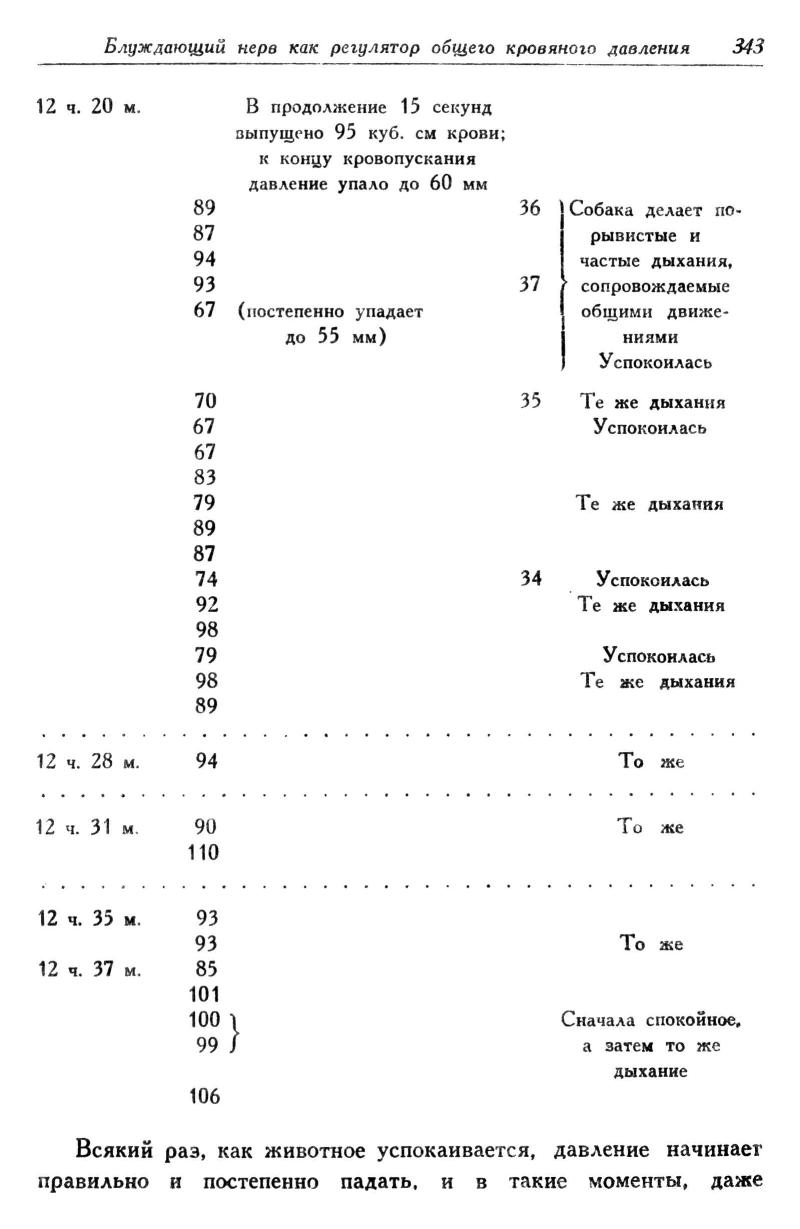 Блуждающий нерв как регулятор общего кровяного давления 343
12 ч. 20 м. В продолжение 15 секунд
выпущено 95 куб. см крови;
к концу кровопускания
давление упало до 60 мм
89 36 Собака делает по-
87 рывистые и
94 частые дыхания,
93 37 сопровождаемые
67 (постепенно упадает общими движе-
до 55 мм) ниями
Успокоилась
70 35 Те же дыхания
67 Успокоилась
67
83
79 Те же дыхания
89
87
74 34 Успокоилась
92 Те же дыхания
98
79 Успокоилась
98 Те же дыхания
89
12 ч. 28 м. 94 То же
12 ч. 31 м. 90 То же
110
12 ч. 35 м. 93
93 То же
12 ч. 37 м. 85
101
100 Сначала спокойное,
99 а затем то же
дыхание
106
Всякий раз, как животное успокаивается, давление начинает
правильно и постепенно падать, и в такие моменты, даже